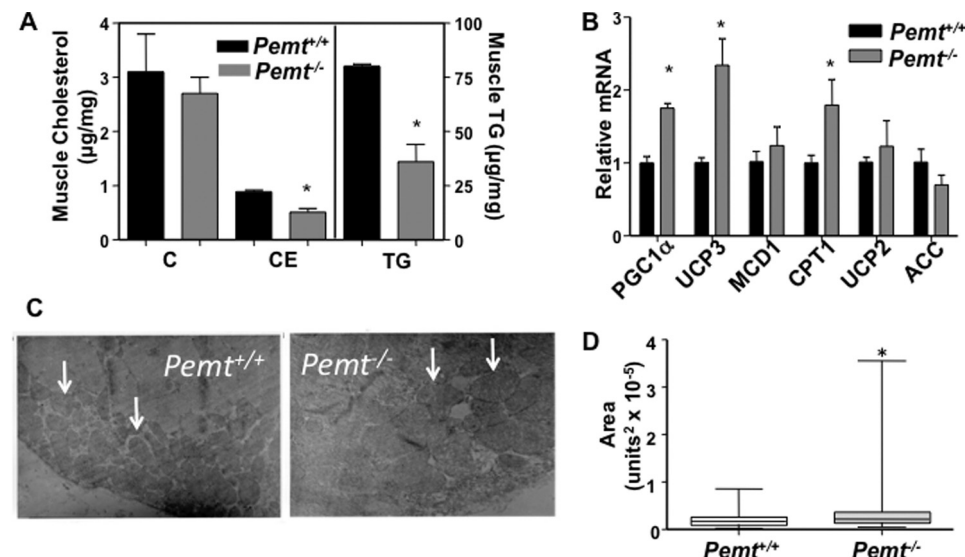 A
Muscle Cholesterol
(µg/mg)
4
3
2
1
0
Pemt+/+
Pemt-/-
C
CE
TG
100
75
50
25
0
Muscle TG (µg/mg)
*
*
B
Relative mRNA
3
2
1
0
Pemt+/+
Pemt-/-
*
*
*
PGC1α
UCP3
MCD1
CPT1
UCP2
ACC
C
Pemt+/+
Pemt-/-
D
Area
(units² x 10⁻⁵)
4
3
2
1
0
*
Pemt+/+
Pemt-/-